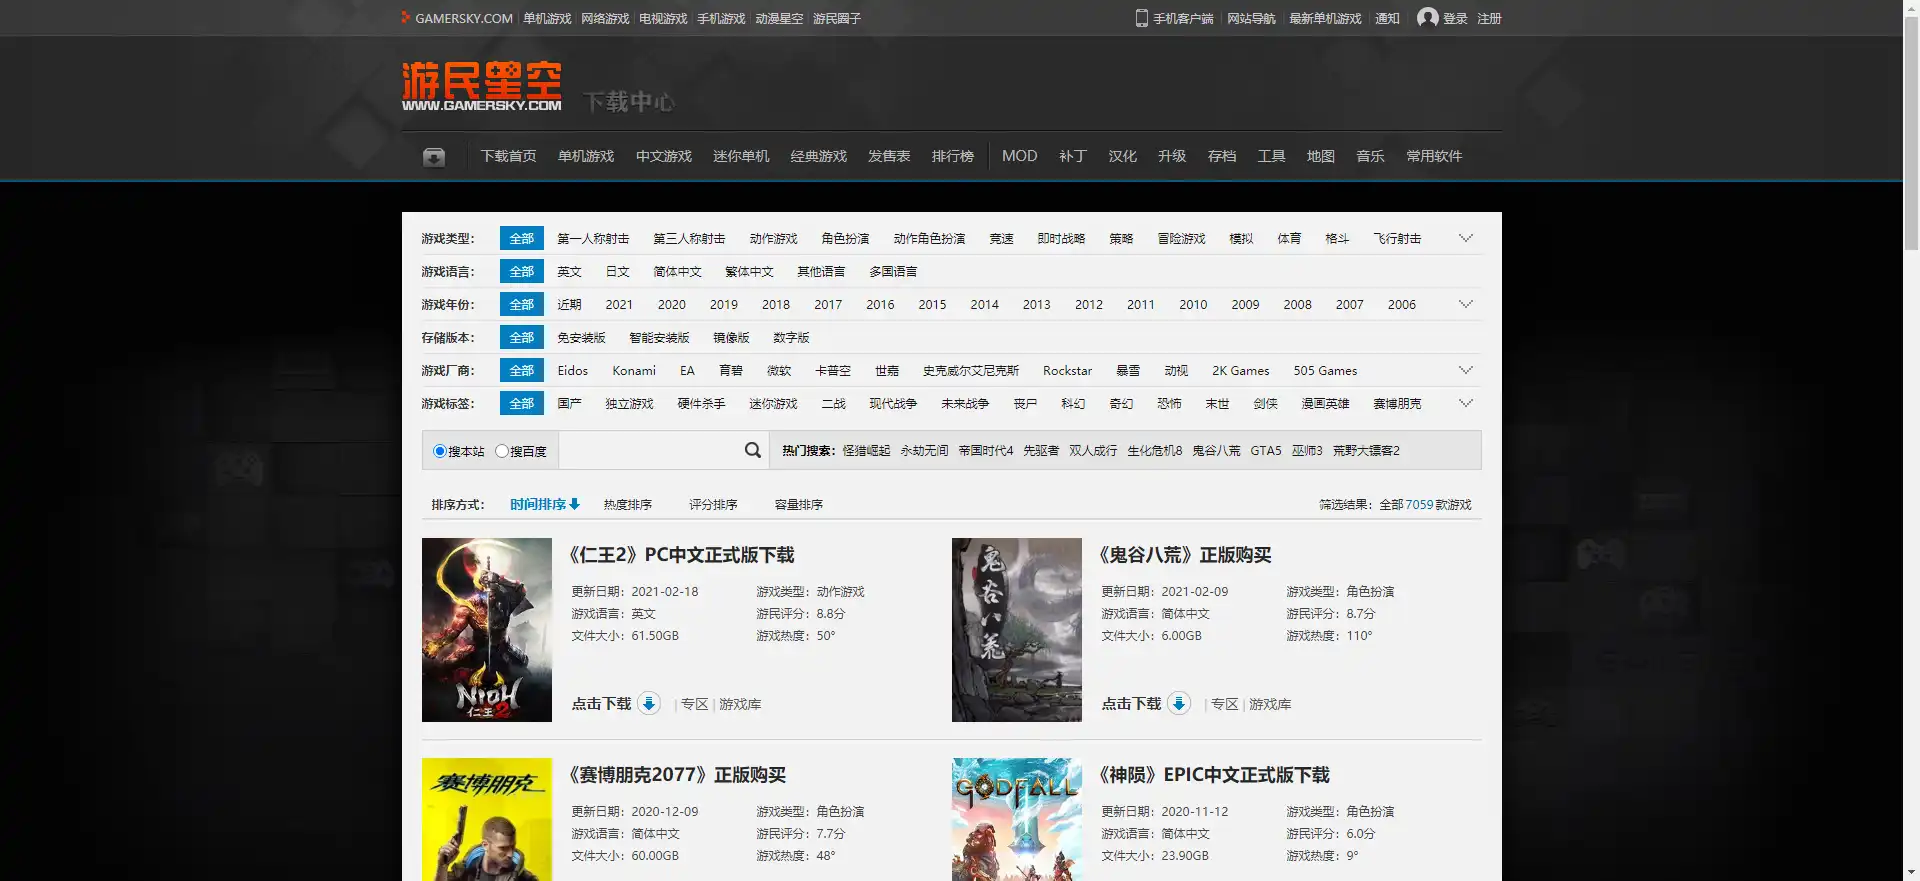 GAMERSKY.COM 单机游戏 网络游戏 电视游戏 手机游戏 动漫星空 游民圈子 手机客户端 网站导航 最新单机游戏 通知 登录 注册
游民星空 下载中心
WWW.GAMERSKY.COM
下载首页 单机游戏 中文游戏 迷你单机 经典游戏 发售表 排行榜 MOD 补丁 汉化 升级 存档 工具 地图 音乐 常用软件
游戏类型: 全部 第一人称射击 第三人称射击 动作游戏 角色扮演 动作角色扮演 竞速 即时战略 策略 冒险游戏 模拟 体育 格斗 飞行射击
游戏语言: 全部 英文 日文 简体中文 繁体中文 其他语言 多国语言
游戏年份: 全部 近期 2021 2020 2019 2018 2017 2016 2015 2014 2013 2012 2011 2010 2009 2008 2007 2006
存储版本: 全部 免安装版 智能安装版 镜像版 数字版
游戏厂商: 全部 Eidos Konami EA 育碧 微软 卡普空 世嘉 史克威尔艾尼克斯 Rockstar 暴雪 动视 2K Games 505 Games
游戏标签: 全部 国产 独立游戏 硬件杀手 迷你游戏 二战 现代战争 未来战争 丧尸 科幻 奇幻 恐怖 末世 剑侠 漫画英雄 赛博朋克
搜本站 搜百度 热门搜索: 怪猎崛起 永劫无间 帝国时代4 先驱者 双人成行 生化危机8 鬼谷八荒 GTA5 巫师3 荒野大镖客2
排序方式: 时间排序 热度排序 评分排序 容量排序 筛选结果: 全部7059款游戏
NIOH
仁王2
《仁王2》PC中文正式版下载
更新日期: 2021-02-18 游戏类型: 动作游戏
游戏语言: 英文 游民评分: 8.8分
文件大小: 61.50GB 游戏热度: 50°
点击下载 | 专区 | 游戏库
鬼谷八荒
《鬼谷八荒》正版购买
更新日期: 2021-02-09 游戏类型: 角色扮演
游戏语言: 简体中文 游民评分: 8.7分
文件大小: 6.00GB 游戏热度: 110°
点击下载 | 专区 | 游戏库
赛博朋克
《赛博朋克2077》正版购买
更新日期: 2020-12-09 游戏类型: 角色扮演
游戏语言: 简体中文 游民评分: 7.7分
文件大小: 60.00GB 游戏热度: 48°
GODFALL
《神陨》EPIC中文正式版下载
更新日期: 2020-11-12 游戏类型: 角色扮演
游戏语言: 简体中文 游民评分: 6.0分
文件大小: 23.90GB 游戏热度: 9°